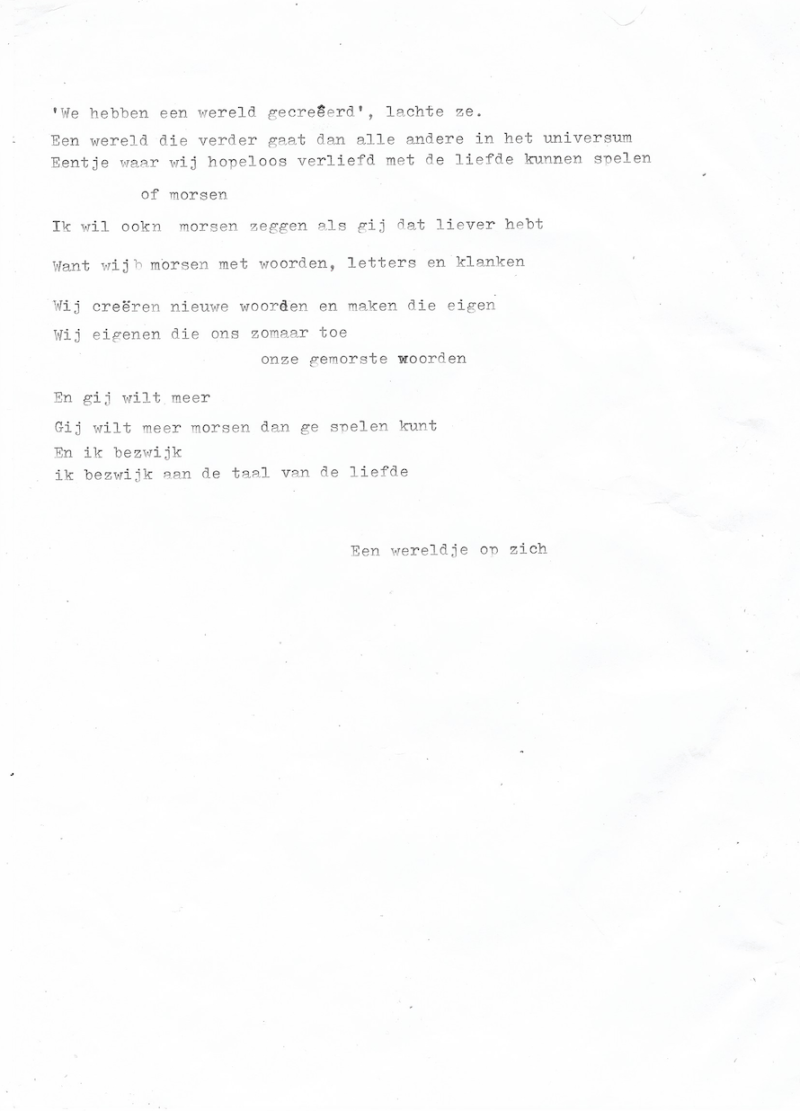 'We hebben een wereld gecreëerd', lachte ze.
Een wereld die verder gaat dan alle andere in het universum
Eentje waar wij hopeloos verliefd met de liefde kunnen spelen
of morsen
Ik wil ookn morsen zeggen als gij dat liever hebt
Want wijb morsen met woorden, letters en klanken
Wij creëren nieuwe woorden en maken die eigen
Wij eigenen die ons zomaar toe
onze gemorste woorden
En gij wilt meer
Gij wilt meer morsen dan ge spelen kunt
En ik bezwijk
ik bezwijk aan de taal van de liefde
Een wereldje op zich